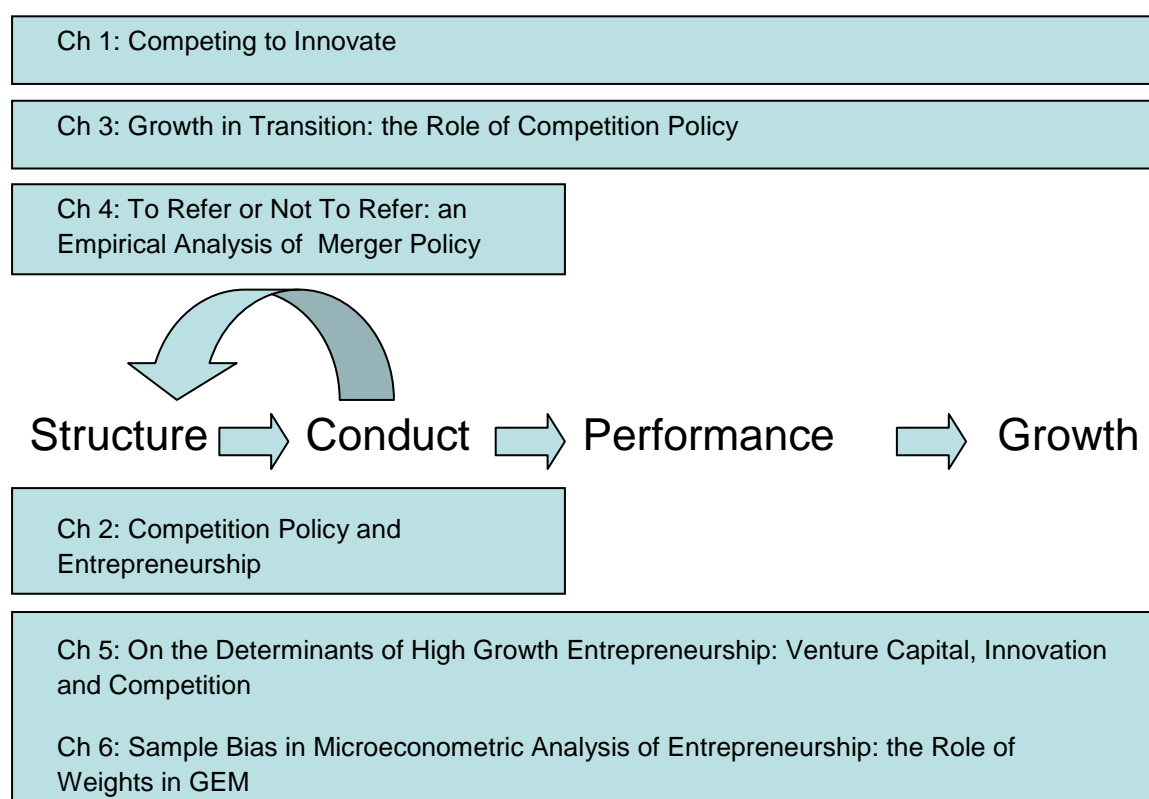 Ch 1: Competing to Innovate
Ch 3: Growth in Transition: the Role of Competition Policy
Ch 4: To Refer or Not To Refer: an
Empirical Analysis of Merger Policy
Structure Conduct Performance Growth
Ch 2: Competition Policy and
Entrepreneurship
Ch 5: On the Determinants of High Growth Entrepreneurship: Venture Capital, Innovation
and Competition
Ch 6: Sample Bias in Microeconometric Analysis of Entrepreneurship: the Role of
Weights in GEM